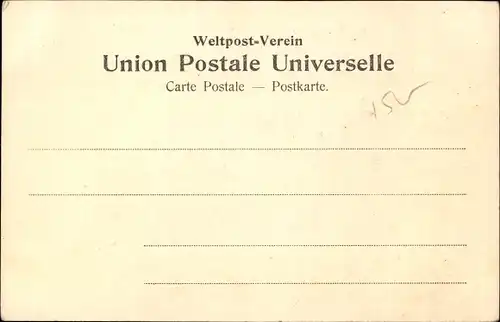 Weltpost-Verein
Union Postale Universelle
Carte Postale — Postkarte.